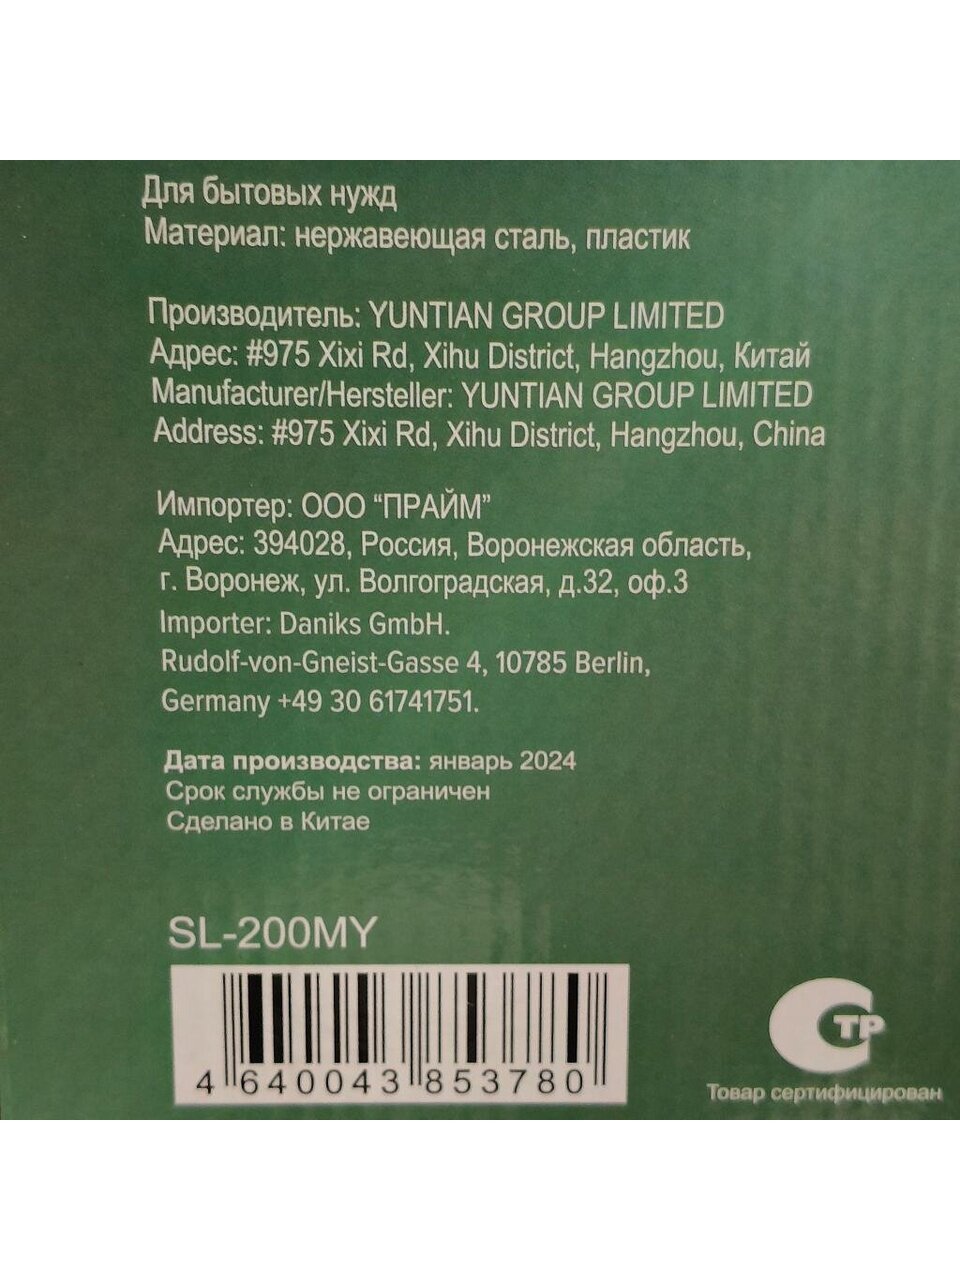 Для бытовых нужд
Материал: нержавеющая сталь, пластик
Производитель: YUNTIAN GROUP LIMITED
Адрес: #975 Xixi Rd, Xihu District, Hangzhou, Китай
Manufacturer/Hersteller: YUNTIAN GROUP LIMITED
Address: #975 Xixi Rd, Xihu District, Hangzhou, China
Импортер: ООО “ПРАЙМ”
Адрес: 394028, Россия, Воронежская область,
г. Воронеж, ул. Волгоградская, д.32, оф.3
Importer: Daniks GmbH.
Rudolf-von-Gneist-Gasse 4, 10785 Berlin,
Germany +49 30 61741751.
Дата производства: январь 2024
Срок службы не ограничен
Сделано в Китае
SL-200MY
4 640043 853780
СТР
Товар сертифицирован